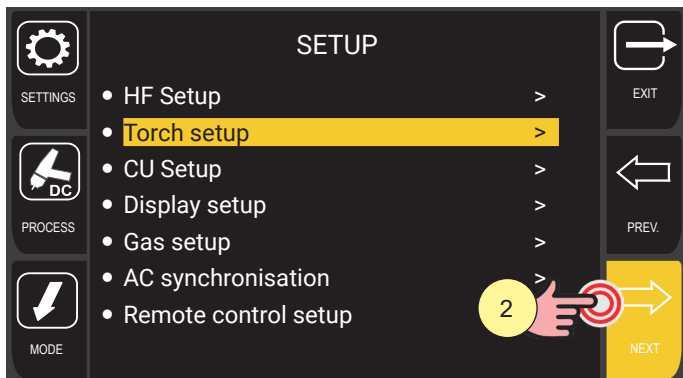 SETUP
SETTINGS
EXIT
• HF Setup >
• Torch setup >
• CU Setup >
DC
PROCESS
PREV.
• Display setup >
• Gas setup >
• AC synchronisation >
• Remote control setup
2
MODE
NEXT